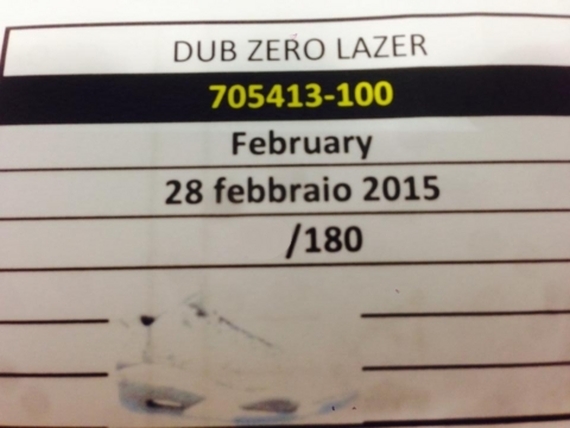 DUB ZERO LAZER
705413-100
February
28 febbraio 2015
/180